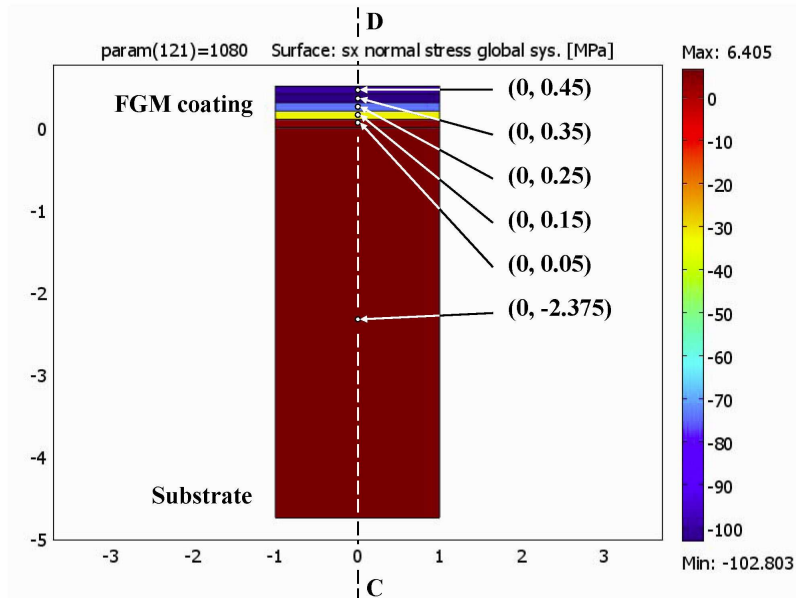 D
param(121)=1080 Surface: sx normal stress global sys. [MPa]
Max: 6.405
FGM coating
(0, 0.45)
(0, 0.35)
(0, 0.25)
(0, 0.15)
(0, 0.05)
(0, -2.375)
Substrate
0
-1
-2
-3
-4
-5
-3 -2 -1 0 1 2 3
C
0
-10
-20
-30
-40
-50
-60
-70
-80
-90
-100
Min: -102.803